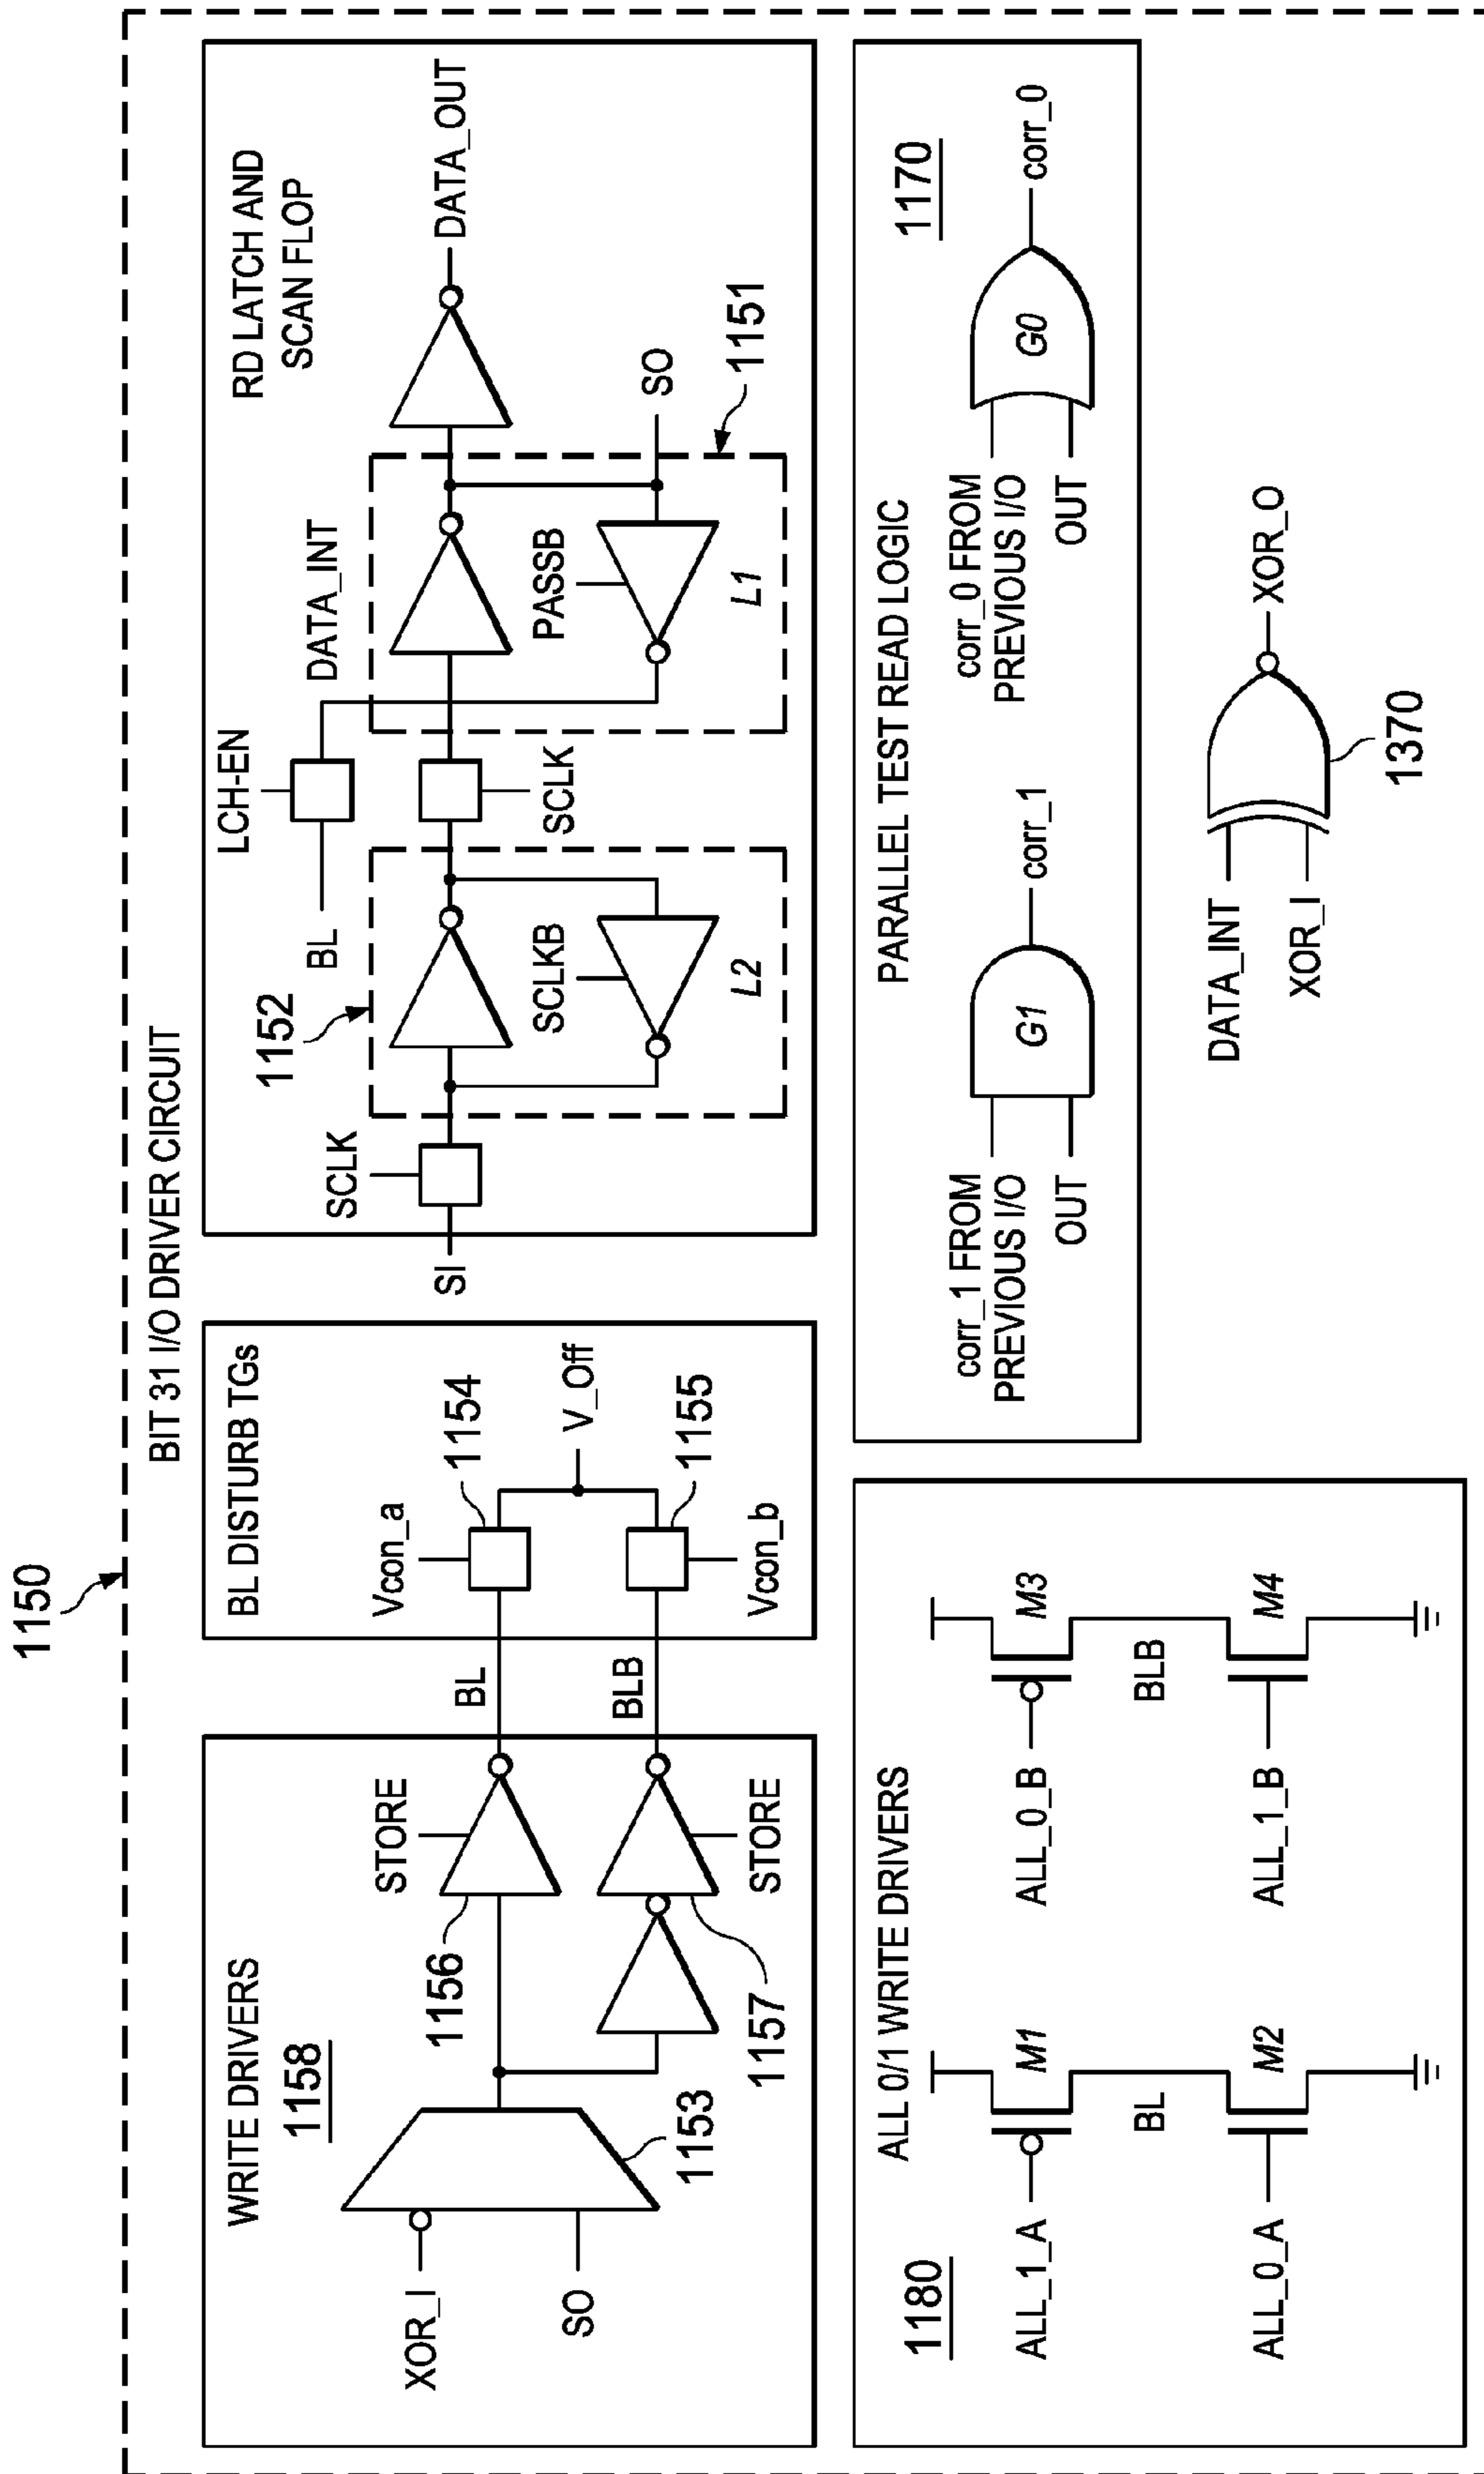 1150
BIT 31 I/O DRIVER CIRCUIT
WRITE DRIVERS
1158
XOR_I
SO
1153
1156
1157
STORE
STORE
BL
BLB
BL DISTURB TGs
Vcon_a
1154
V_Off
1155
Vcon_b
RD LATCH AND
SCAN FLOP
SI
SCLK
1152
SCLKB
L2
BL
LCH-EN
SCLK
DATA_INT
PASSB
L1
DATA_OUT
SO
1151
ALL 0/1 WRITE DRIVERS
1180
ALL_1_A
M1
BL
ALL_0_A
M2
ALL_0_B
M3
BLB
ALL_1_B
M4
PARALLEL TEST READ LOGIC
1170
corr_1 FROM
PREVIOUS I/O
OUT
G1
corr_1
corr_0 FROM
PREVIOUS I/O
OUT
G0
corr_0
DATA_INT
XOR_I
XOR_O
1370